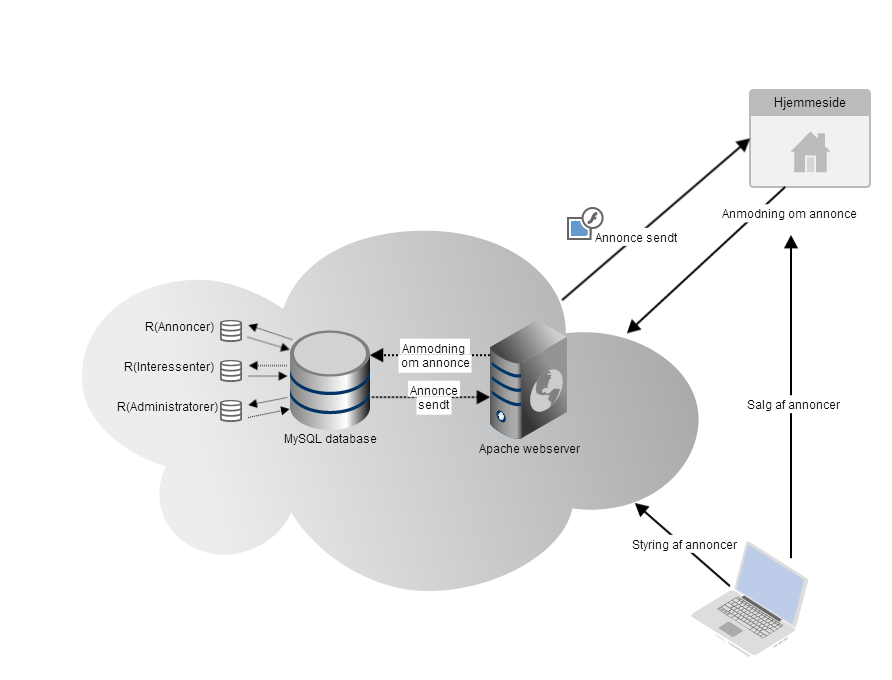 Hjemmeside
Anmodning om annonce
Annonce sendt
R(Annoncer)
Anmodning
om annonce
R(Interessenter)
Annonce
sendt
R(Administratorer)
Salg af annoncer
MySQL database
Apache webserver
Styring af annoncer